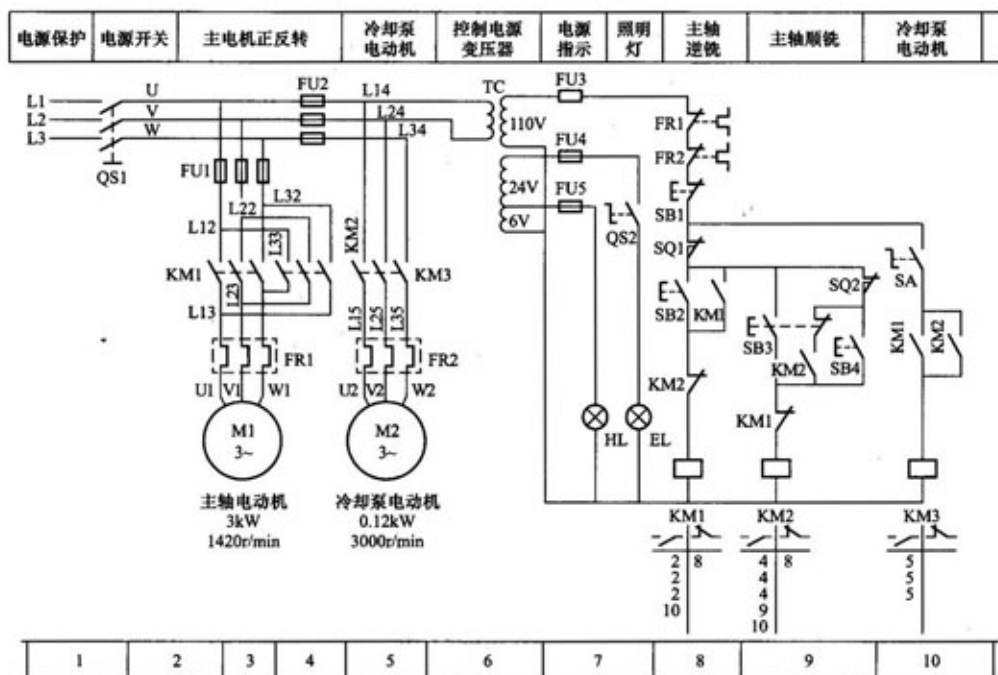 电源保护 电源开关 主电机正反转 冷却泵电动机 控制电源变压器 电源指示 照明灯 主轴逆铣 主轴顺铣 冷却泵电动机
L1 U FU2 L14 TC FU3
L2 V L24 110V FR1
L3 W L34 FU4 FR2
QS1 FU1 24V FU5 SB1
L32 6V QS2
L22
L12 L33 KM2 SQ1
KM1 KM3 SQ2 SA
L23 SB2 KM1
L13 L15 L25 L35 SB3 KM1 KM2
FR1 FR2 KM2 SB4
U1 V1 W1 U2 V2 W2 KM2
M1 M2 HL EL KM1
3~ 3~
主轴电动机 冷却泵电动机
3kW 0.12kW KM1 KM2 KM3
1420r/min 3000r/min
2 8 4 8 5
2 4 5
2 4 5
10 9
10
1 2 3 4 5 6 7 8 9 10